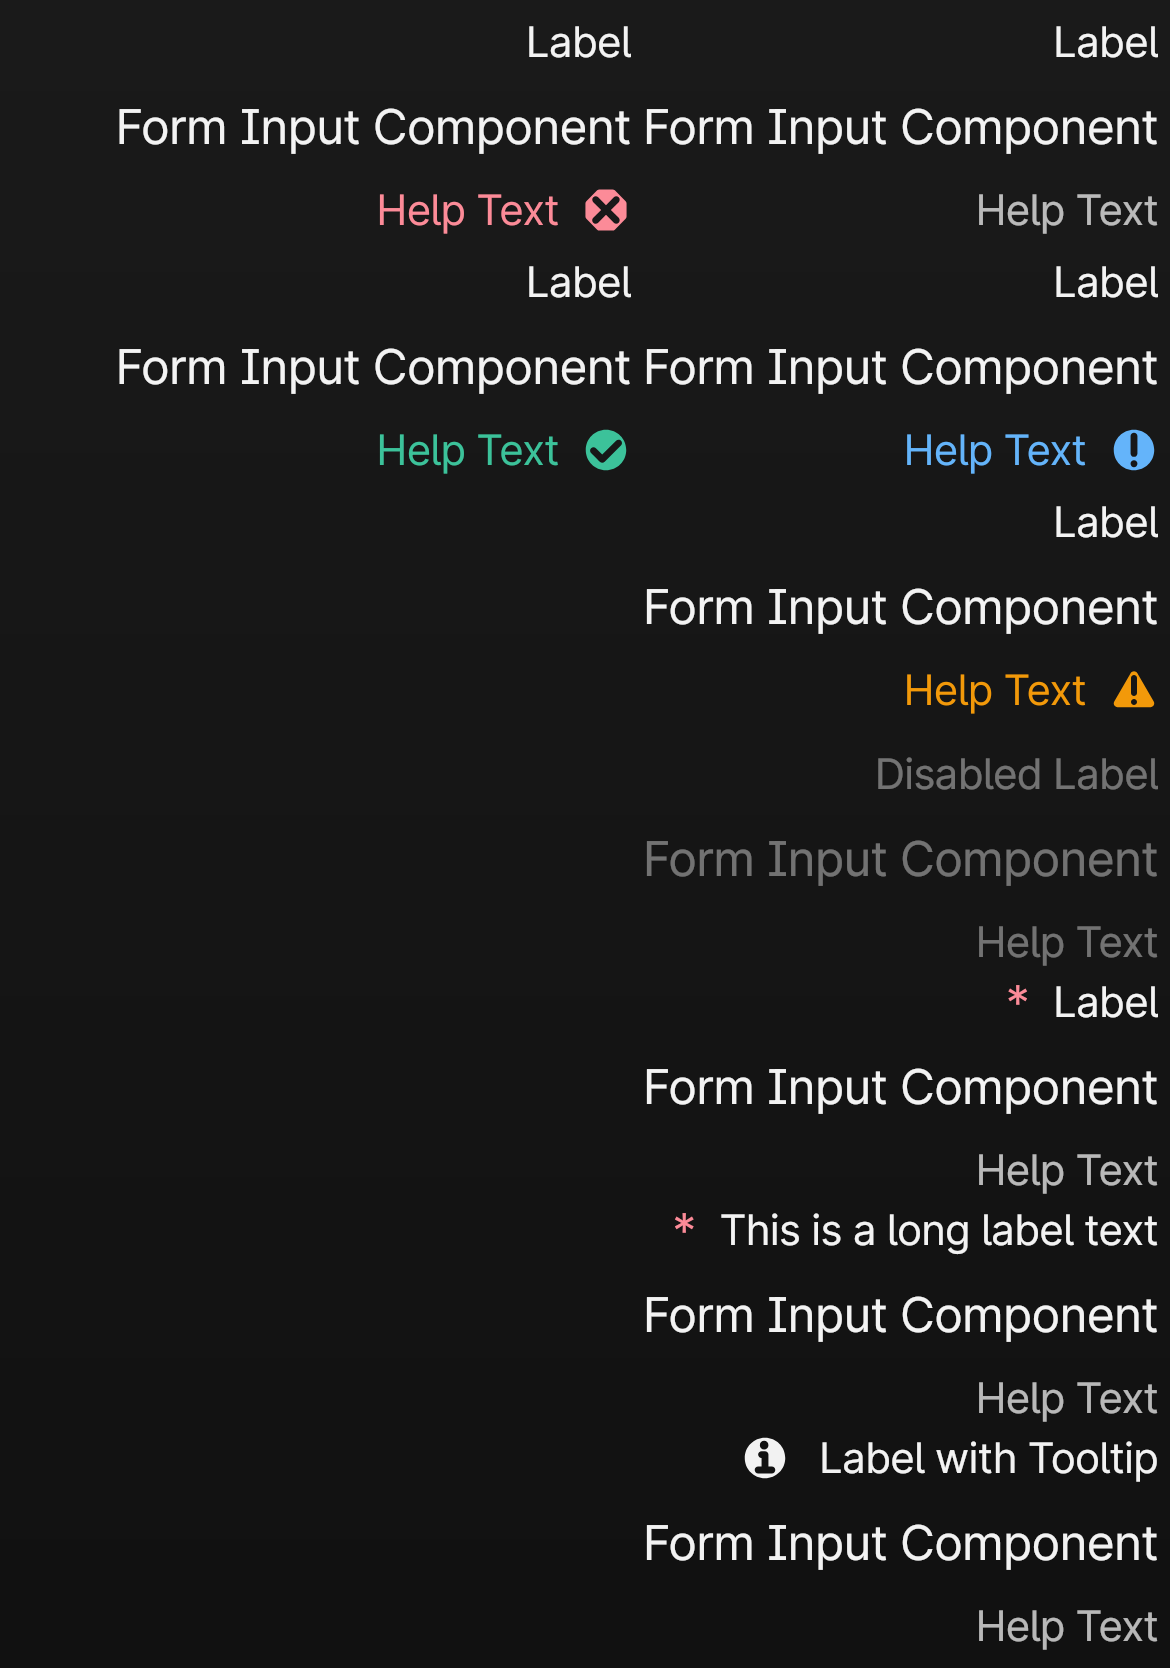 Label Label
Form Input Component Form Input Component
Help Text Help Text
Label Label
Form Input Component Form Input Component
Help Text Help Text
Label
Form Input Component
Help Text
Disabled Label
Form Input Component
Help Text
* Label
Form Input Component
Help Text
* This is a long label text
Form Input Component
Help Text
Label with Tooltip
Form Input Component
Help Text